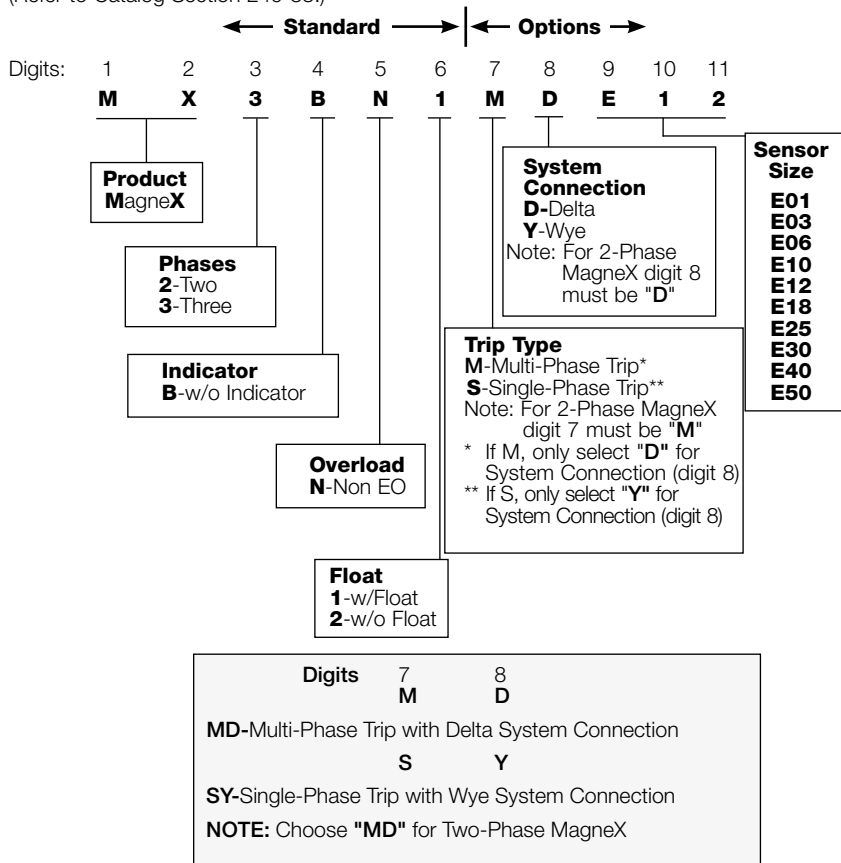 Standard Options
Digits: 1 2 3 4 5 6 7 8 9 10 11
M X 3 B N 1 M D E 1 2
Product
MagneX
Phases
2-Two
3-Three
Indicator
B-w/o Indicator
Overload
N-Non EO
Float
1-w/Float
2-w/o Float
System
Connection
D-Delta
Y-Wye
Note: For 2-Phase
MagneX digit 8
must be "D"
Trip Type
M-Multi-Phase Trip*
S-Single-Phase Trip**
Note: For 2-Phase MagneX
digit 7 must be "M"
* If M, only select "D" for
System Connection (digit 8)
** If S, only select "Y" for
System Connection (digit 8)
Sensor
Size
E01
E03
E06
E10
E12
E18
E25
E30
E40
E50
Digits 7 8
M D
MD-Multi-Phase Trip with Delta System Connection
S Y
SY-Single-Phase Trip with Wye System Connection
NOTE: Choose "MD" for Two-Phase MagneX